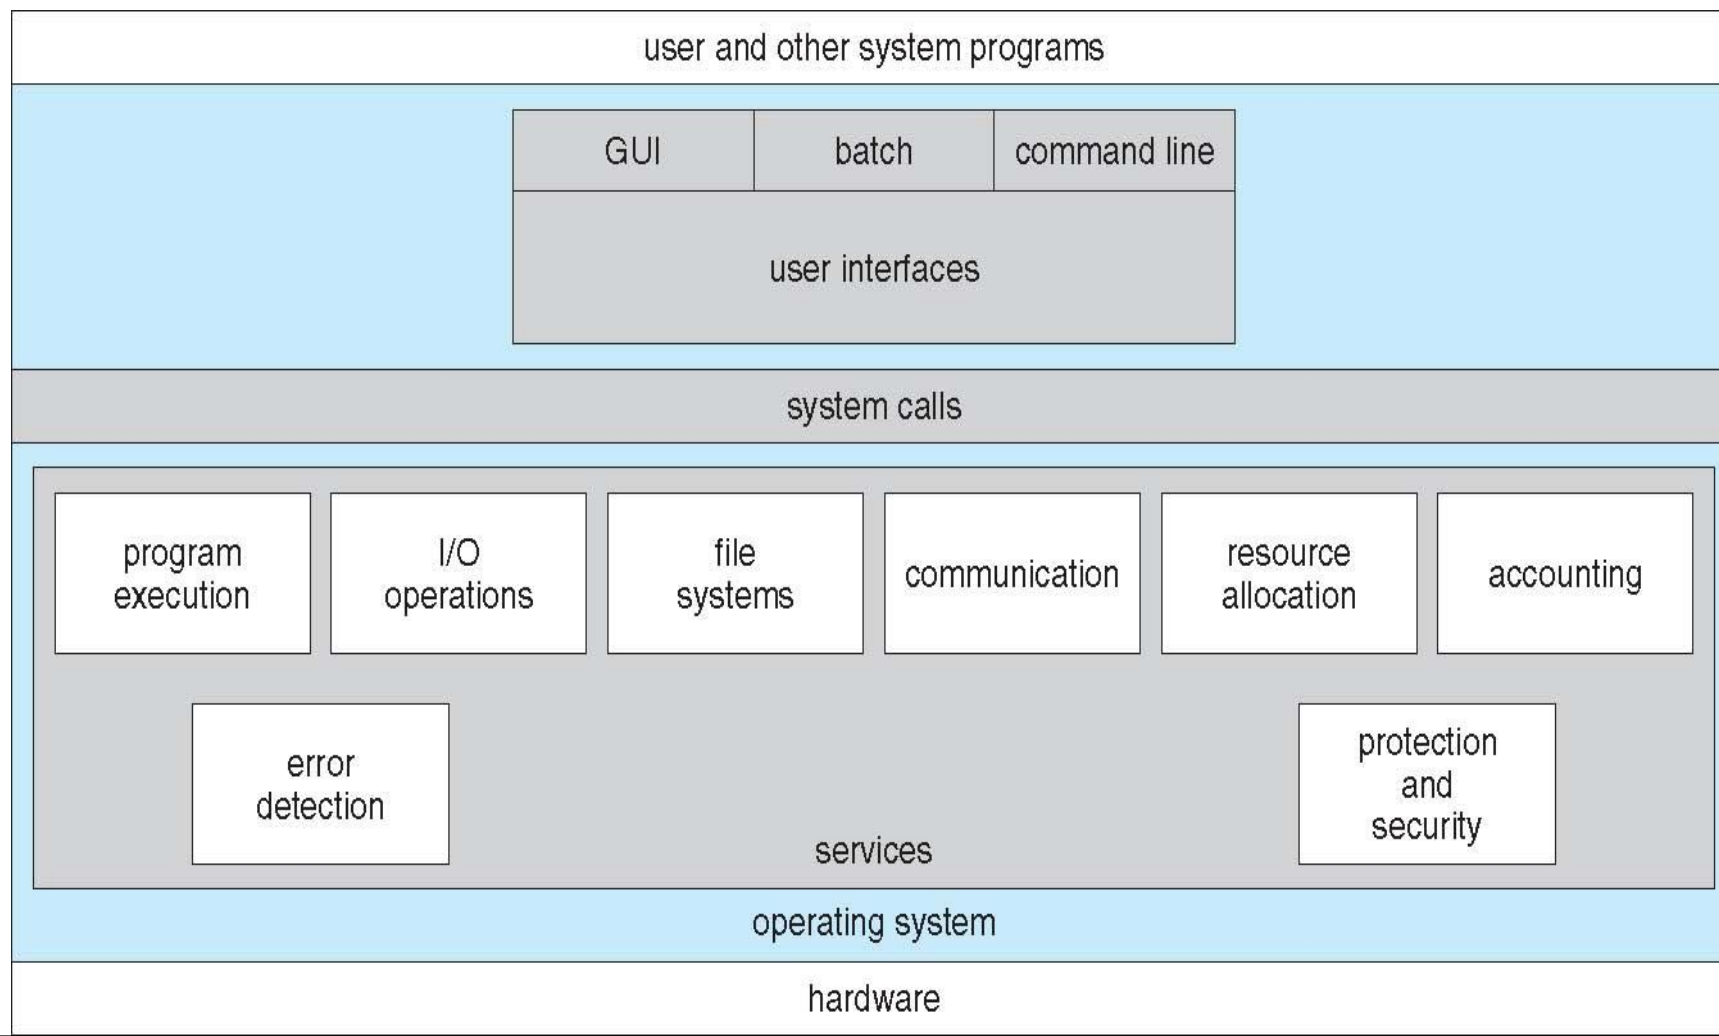 user and other system programs
GUI
batch
command line
user interfaces
system calls
program
execution
I/O
operations
file
systems
communication
resource
allocation
accounting
error
detection
protection
and
security
services
operating system
hardware